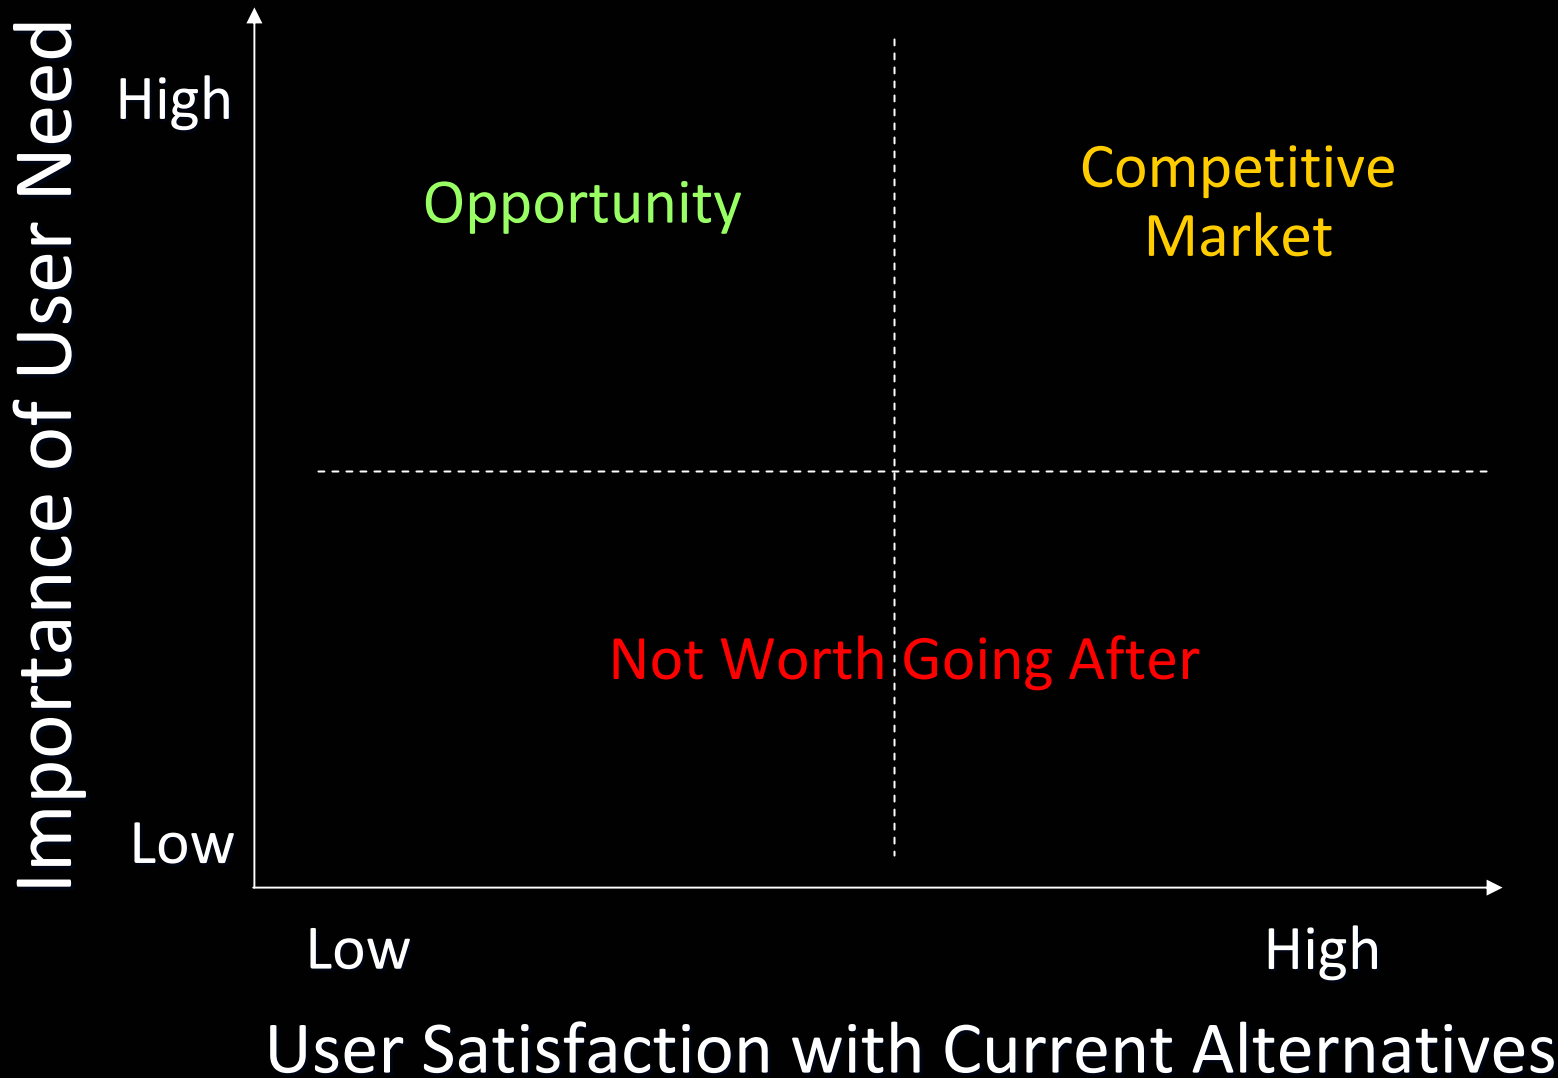 Importance of User Need
High
Opportunity
Competitive
Market
Not Worth Going After
Low
Low
High
User Satisfaction with Current Alternatives